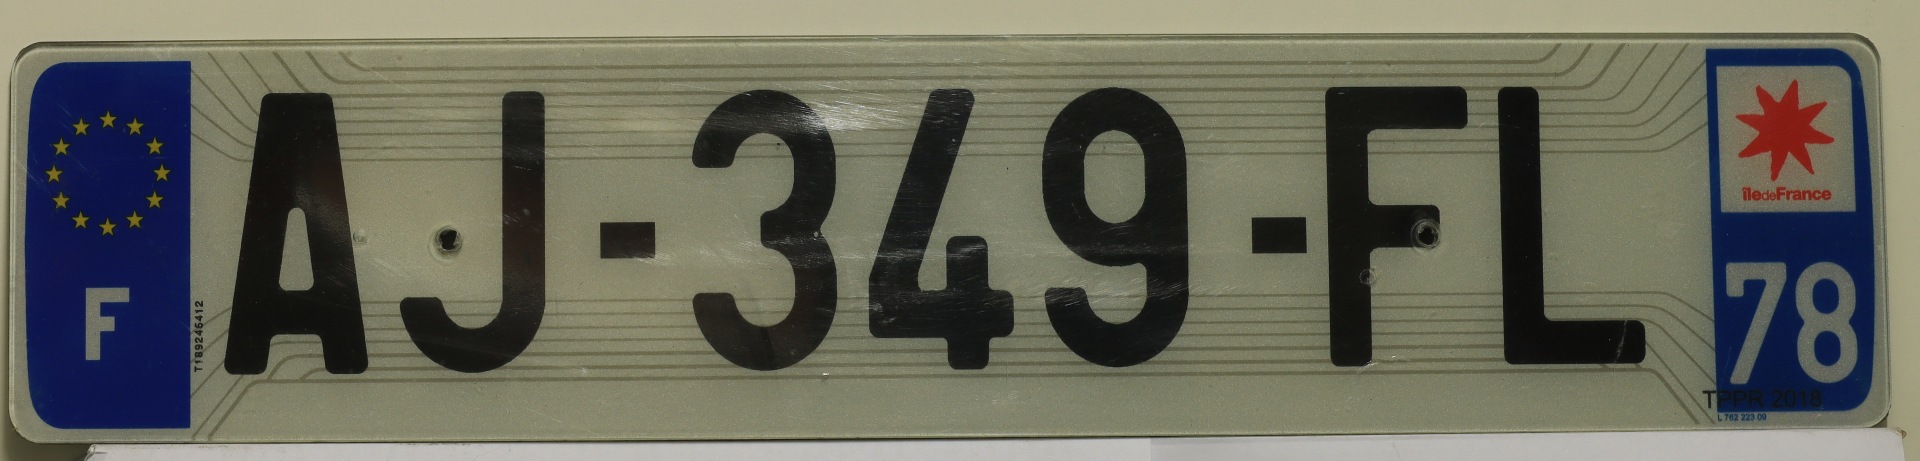 F
T189246412
AJ-349-FL
îledeFrance
78
TPPR 2018
L 762 223 09